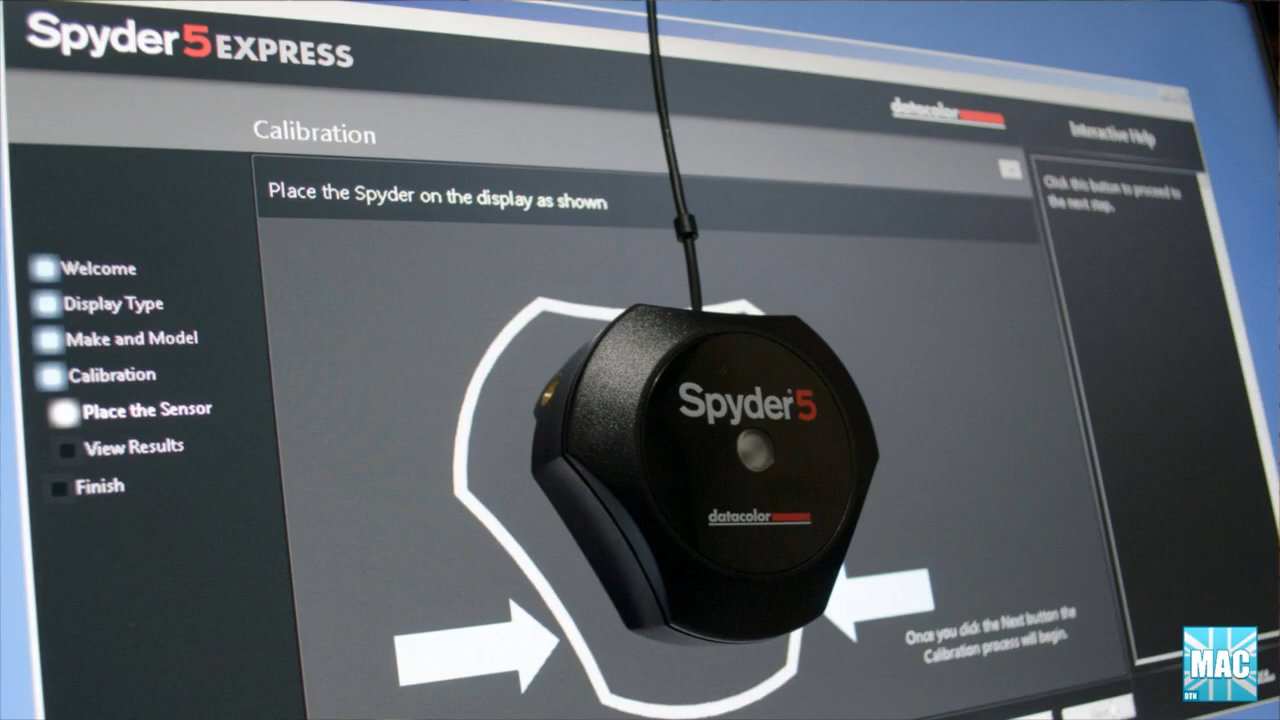 Spyder5EXPRESS
datacolor
Interactive Help
Calibration
Click this button to proceed to
the next step.
Place the Spyder on the display as shown
Welcome
Display Type
Make and Model
Calibration
Place the Sensor
View Results
Finish
Spyder5
datacolor
Once you click the Next button the
Calibration process will begin.
MAC